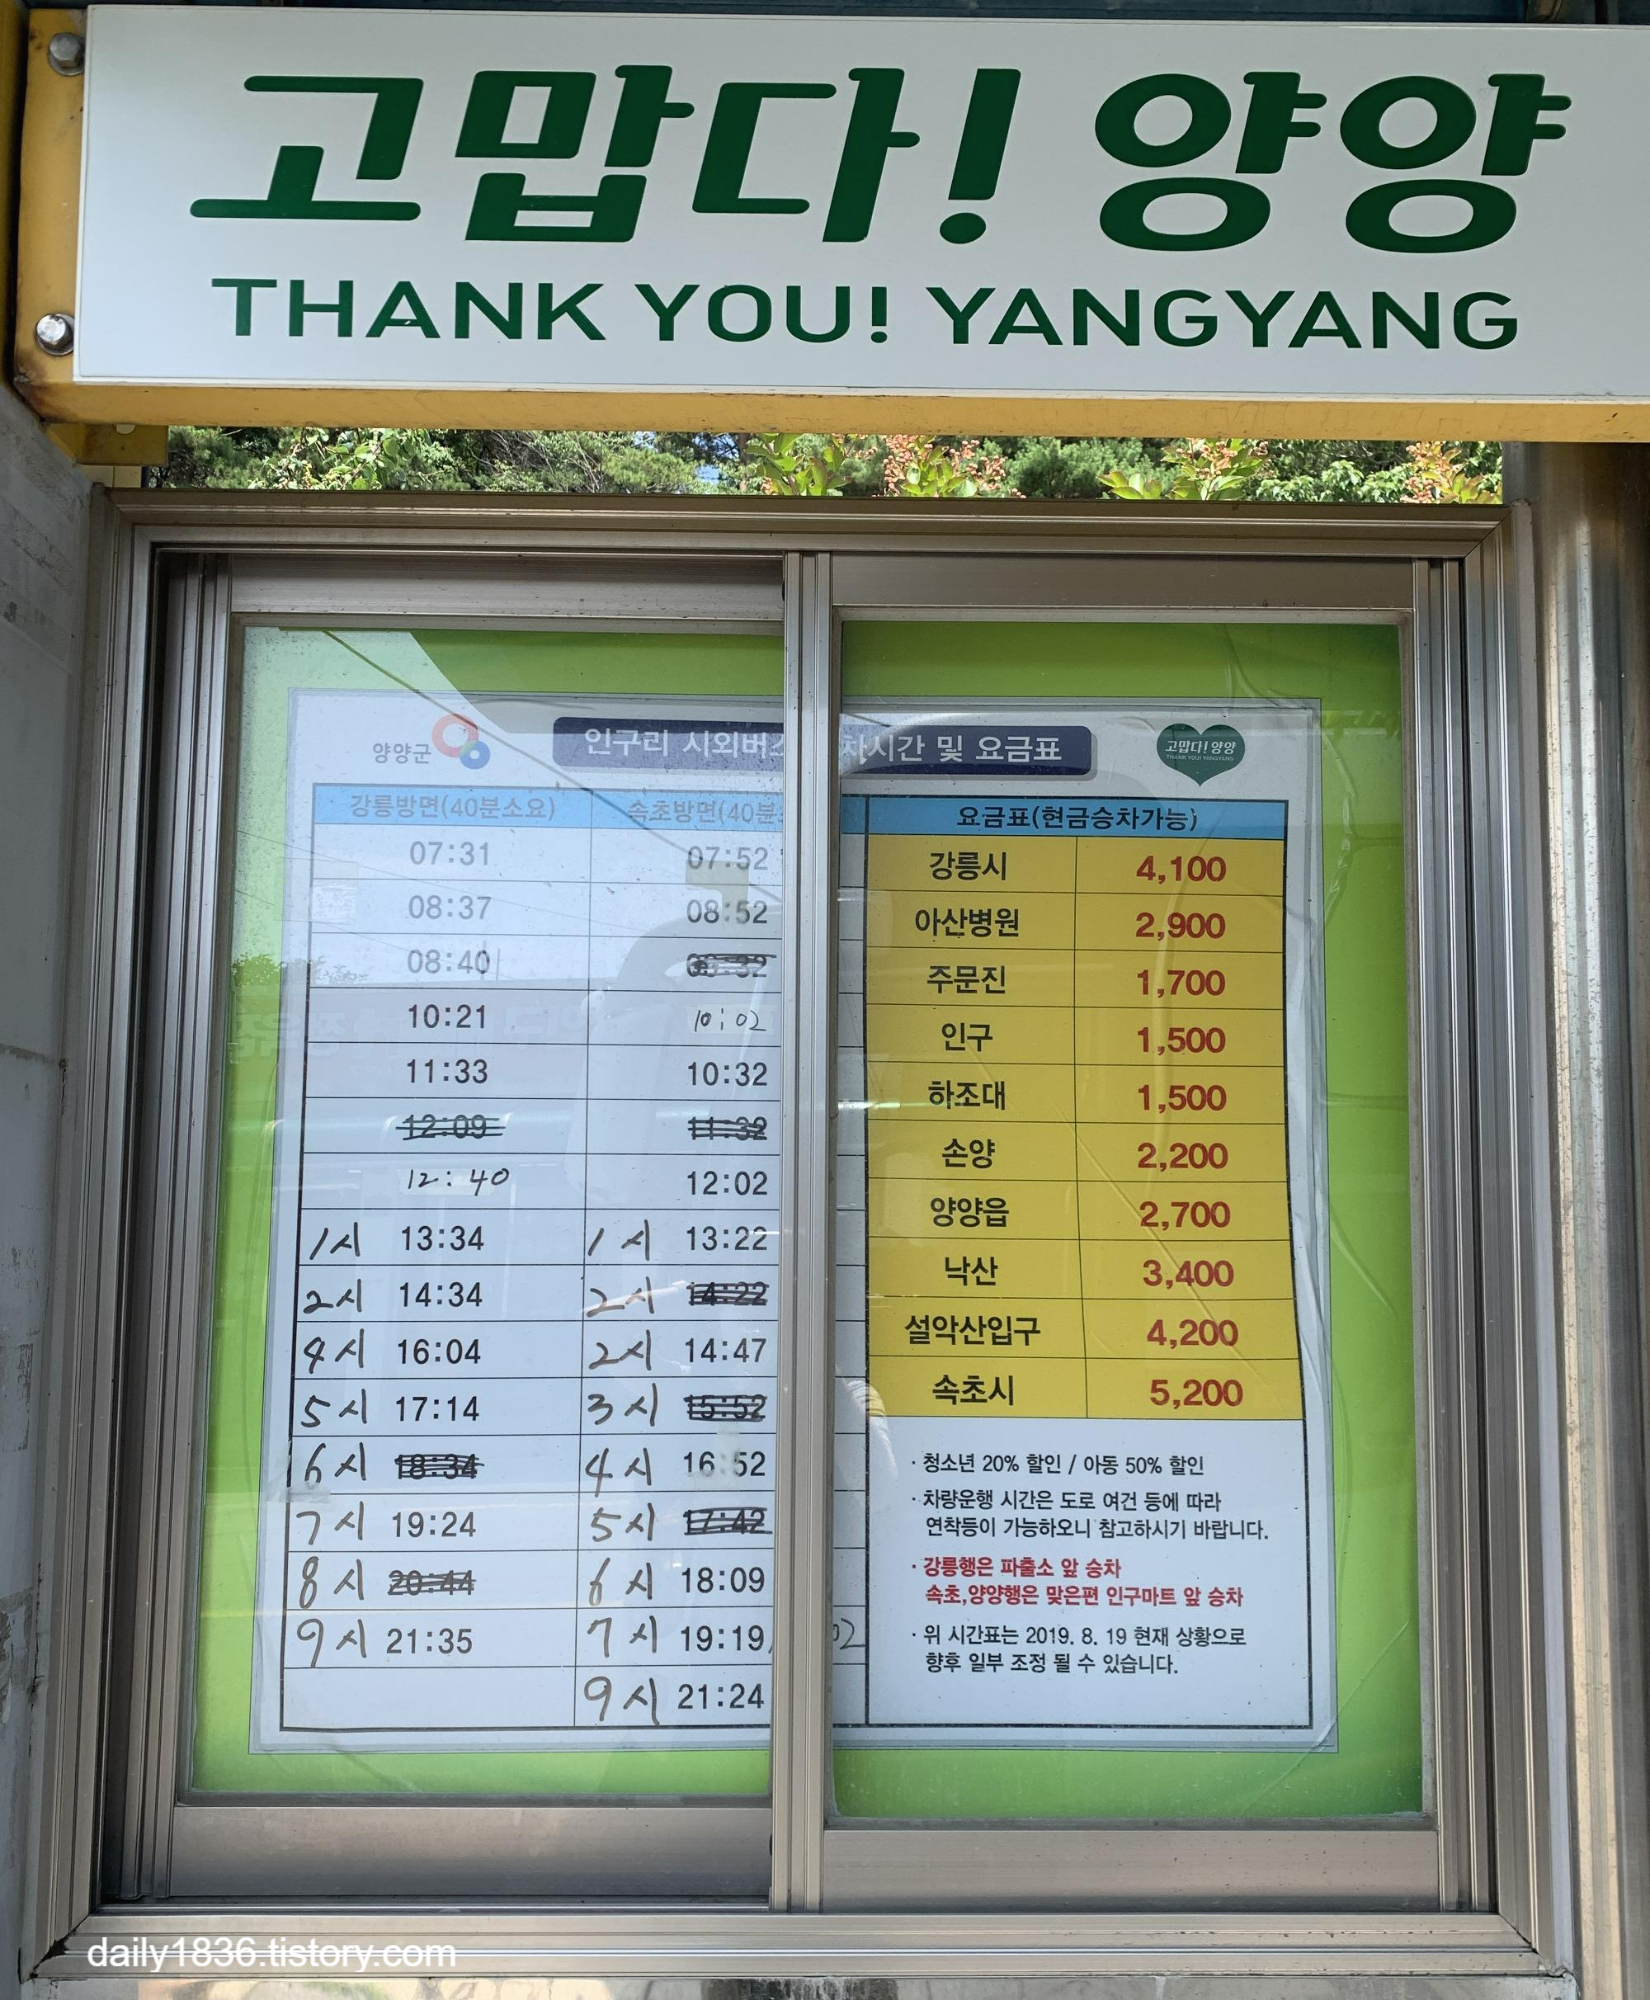 고맙다! 양양
THANK YOU! YANGYANG
양양군
인구리 시외버스 차시간 및 요금표
고맙다! 양양
THANK YOU! YANGYANG
강릉방면(40분소요) 속초방면(40분
요금표(현금승차가능)
07:31 07:52
08:37 08:52
08:40
10:21 10:02
11:33 10:32
12:09 11:32
12:40 12:02
1시 13:34 1시 13:22
2시 14:34 2시 14:22
4시 16:04 2시 14:47
5시 17:14 3시 15:52
6시 18:34 4시 16:52
7시 19:24 5시 17:42
8시 20:44 6시 18:09
9시 21:35 7시 19:19 02
9시 21:24
강릉시 4,100
아산병원 2,900
주문진 1,700
인구 1,500
하조대 1,500
손양 2,200
양양읍 2,700
낙산 3,400
설악산입구 4,200
속초시 5,200
· 청소년 20% 할인 / 아동 50% 할인
· 차량운행 시간은 도로 여건 등에 따라
연착등이 가능하오니 참고하시기 바랍니다.
· 강릉행은 파출소 앞 승차
속초,양양행은 맞은편 인구마트 앞 승차
· 위 시간표는 2019. 8. 19 현재 상황으로
향후 일부 조정 될 수 있습니다.
daily1836.tistory.com